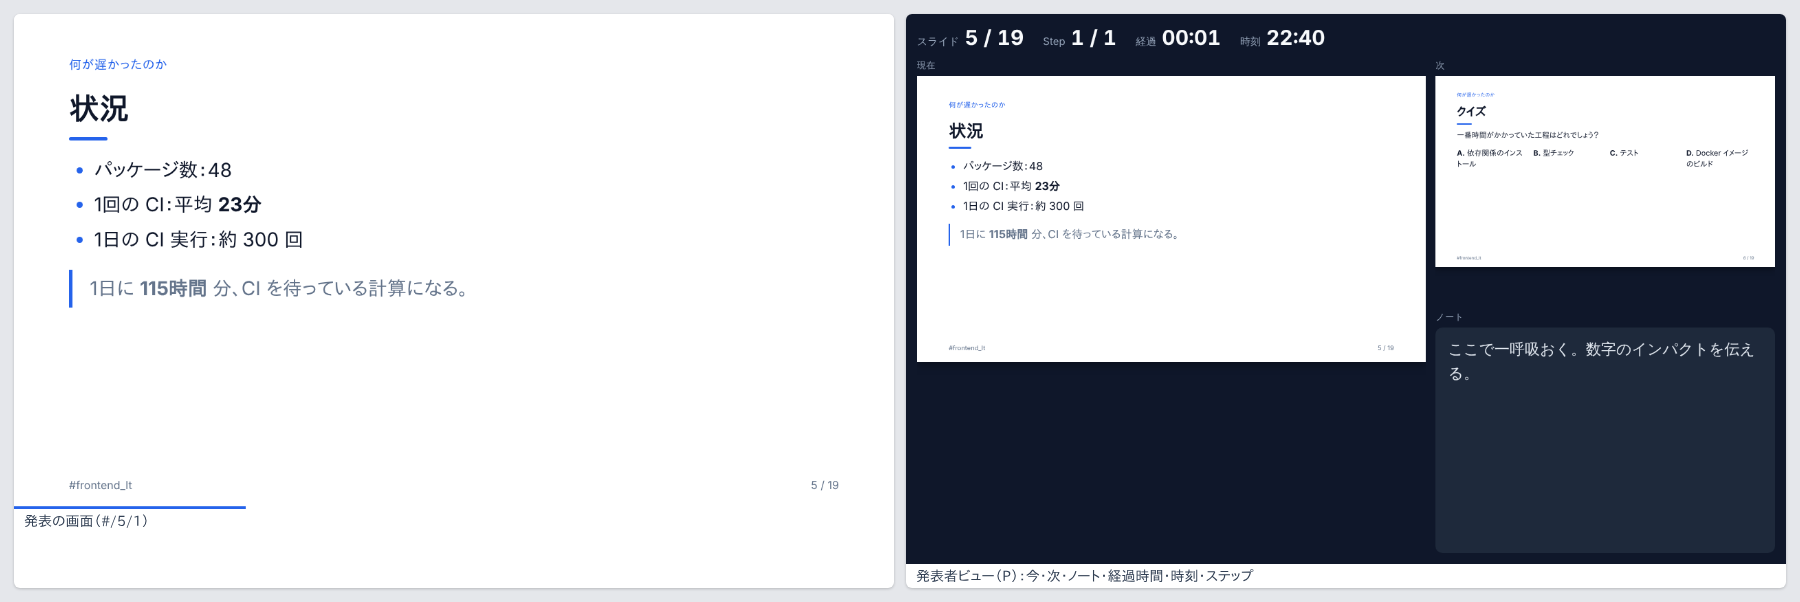 何が遅かったのか
状況
• パッケージ数：48
• 1回の CI：平均 23分
• 1日の CI 実行：約 300 回
1日に 115時間 分、CI を待っている計算になる。
#frontend_lt
5 / 19
発表の画面（#/5/1）
スライド 5 / 19 Step 1 / 1 経過 00:01 時刻 22:40
現在
何が遅かったのか
状況
• パッケージ数：48
• 1回の CI：平均 23分
• 1日の CI 実行：約 300 回
1日に 115時間 分、CI を待っている計算になる。
#frontend_lt
5 / 19
次
何が遅かったのか
クイズ
一番時間がかかっていた工程はどれでしょう？
A. 依存関係のインス
トール
B. 型チェック
C. テスト
D. Docker イメージ
のビルド
#frontend_lt
6 / 19
ノート
ここで一呼吸おく。数字のインパクトを伝え
る。
発表者ビュー（P）：今・次・ノート・経過時間・時刻・ステップ